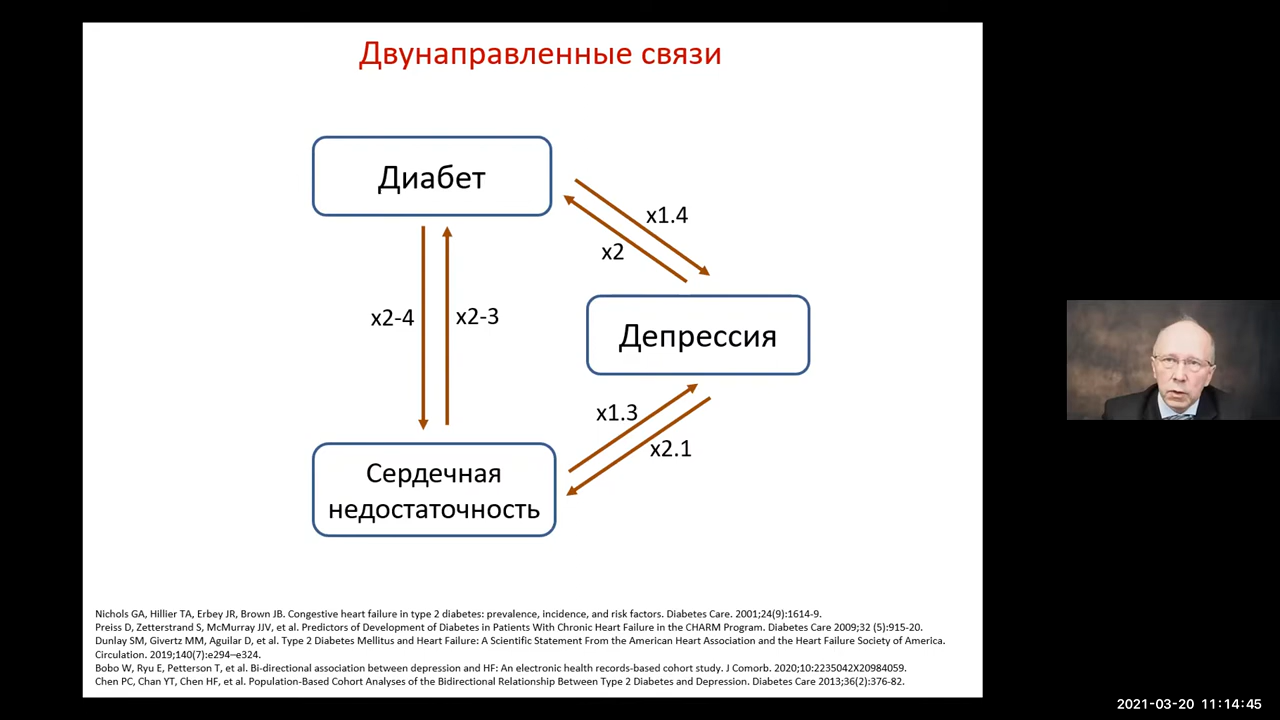 Двунаправленные связи
Диабет
x1.4
x2
x2-4
x2-3
Депрессия
x1.3
x2.1
Сердечная
недостаточность
Nichols GA, Hillier TA, Erbey JR, Brown JB. Congestive heart failure in type 2 diabetes: prevalence, incidence, and risk factors. Diabetes Care. 2001;24(9):1614-9.
Preiss D, Zetterstrand S, McMurray JJV, et al. Predictors of Development of Diabetes in Patients With Chronic Heart Failure in the CHARM Program. Diabetes Care 2009;32 (5):915-20.
Dunlay SM, Givertz MM, Aguilar D, et al. Type 2 Diabetes Mellitus and Heart Failure: A Scientific Statement From the American Heart Association and the Heart Failure Society of America.
Circulation. 2019;140(7):e294–e324.
Bobo W, Ryu E, Petterson T, et al. Bi-directional association between depression and HF: An electronic health records-based cohort study. J Comorb. 2020;10:2235042X20984059.
Chen PC, Chan YT, Chen HF, et al. Population-Based Cohort Analyses of the Bidirectional Relationship Between Type 2 Diabetes and Depression. Diabetes Care 2013;36(2):376-82.
2021-03-20 11:14:45